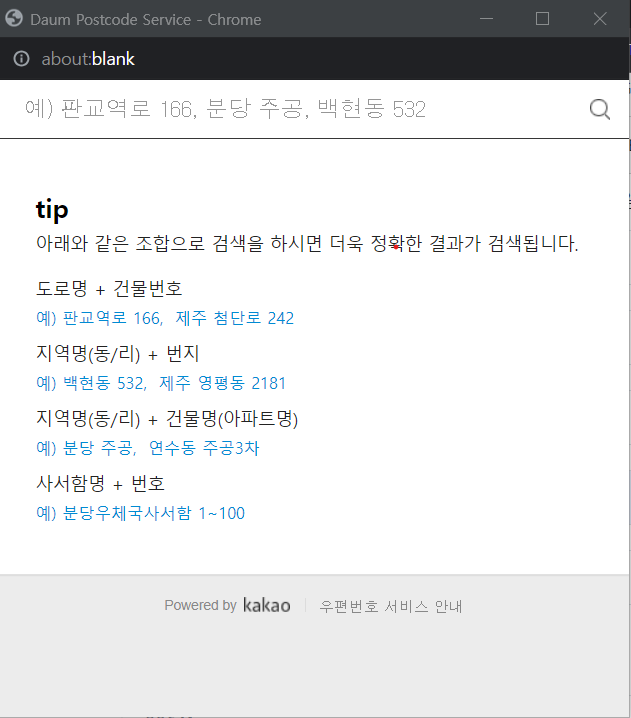 Daum Postcode Service - Chrome
about:blank
예) 판교역로 166, 분당 주공, 백현동 532
tip
아래와 같은 조합으로 검색을 하시면 더욱 정확한 결과가 검색됩니다.
도로명 + 건물번호
예) 판교역로 166, 제주 첨단로 242
지역명(동/리) + 번지
예) 백현동 532, 제주 영평동 2181
지역명(동/리) + 건물명(아파트명)
예) 분당 주공, 연수동 주공3차
사서함명 + 번호
예) 분당우체국사서함 1~100
Powered by kakao 우편번호 서비스 안내